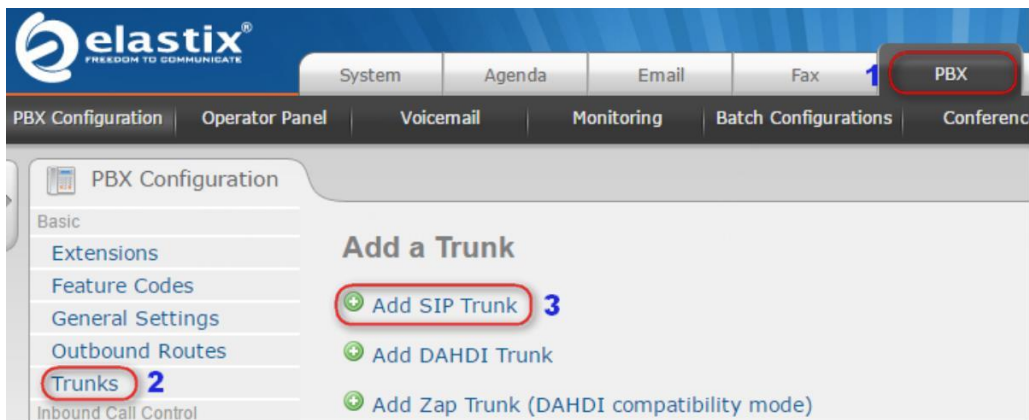 elastix®
FREEDOM TO COMMUNICATE
System Agenda Email Fax 1 PBX
PBX Configuration Operator Panel Voicemail Monitoring Batch Configurations Conferenc
PBX Configuration
Basic
Extensions
Feature Codes
General Settings
Outbound Routes
Trunks 2
Inbound Call Control
Add a Trunk
Add SIP Trunk 3
Add DAHDI Trunk
Add Zap Trunk (DAHDI compatibility mode)